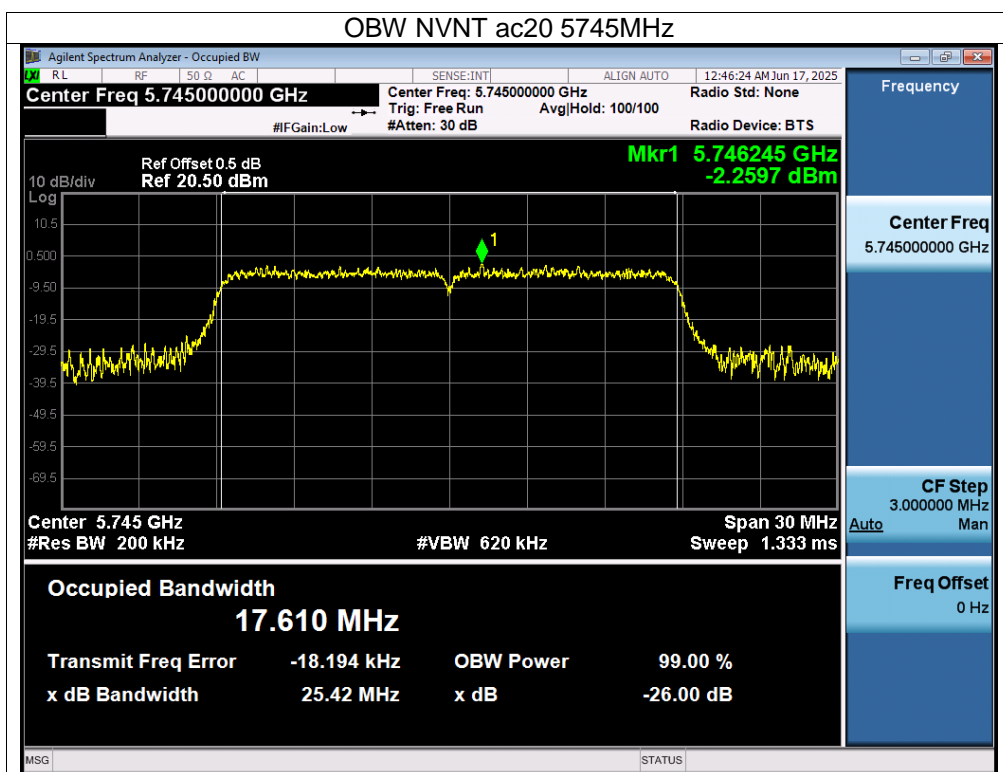 OBW NVNT ac20 5745MHz
Agilent Spectrum Analyzer - Occupied BW
LXI RL RF 50 Ω AC SENSE:INT ALIGN AUTO 12:46:24 AM Jun 17, 2025
Center Freq 5.745000000 GHz
Center Freq: 5.745000000 GHz
Radio Std: None
Trig: Free Run Avg|Hold: 100/100
#IFGain:Low #Atten: 30 dB Radio Device: BTS
Frequency
Ref Offset 0.5 dB
Mkr1 5.746245 GHz
10 dB/div Ref 20.50 dBm -2.2597 dBm
Log
10.5
0.500
-9.50
-19.5
-29.5
-39.5
-49.5
-59.5
-69.5
1
Center Freq
5.745000000 GHz
Center 5.745 GHz Span 30 MHz
#Res BW 200 kHz #VBW 620 kHz Sweep 1.333 ms
CF Step
3.000000 MHz
Auto Man
Freq Offset
0 Hz
Occupied Bandwidth
17.610 MHz
Transmit Freq Error -18.194 kHz OBW Power 99.00 %
x dB Bandwidth 25.42 MHz x dB -26.00 dB
MSG STATUS